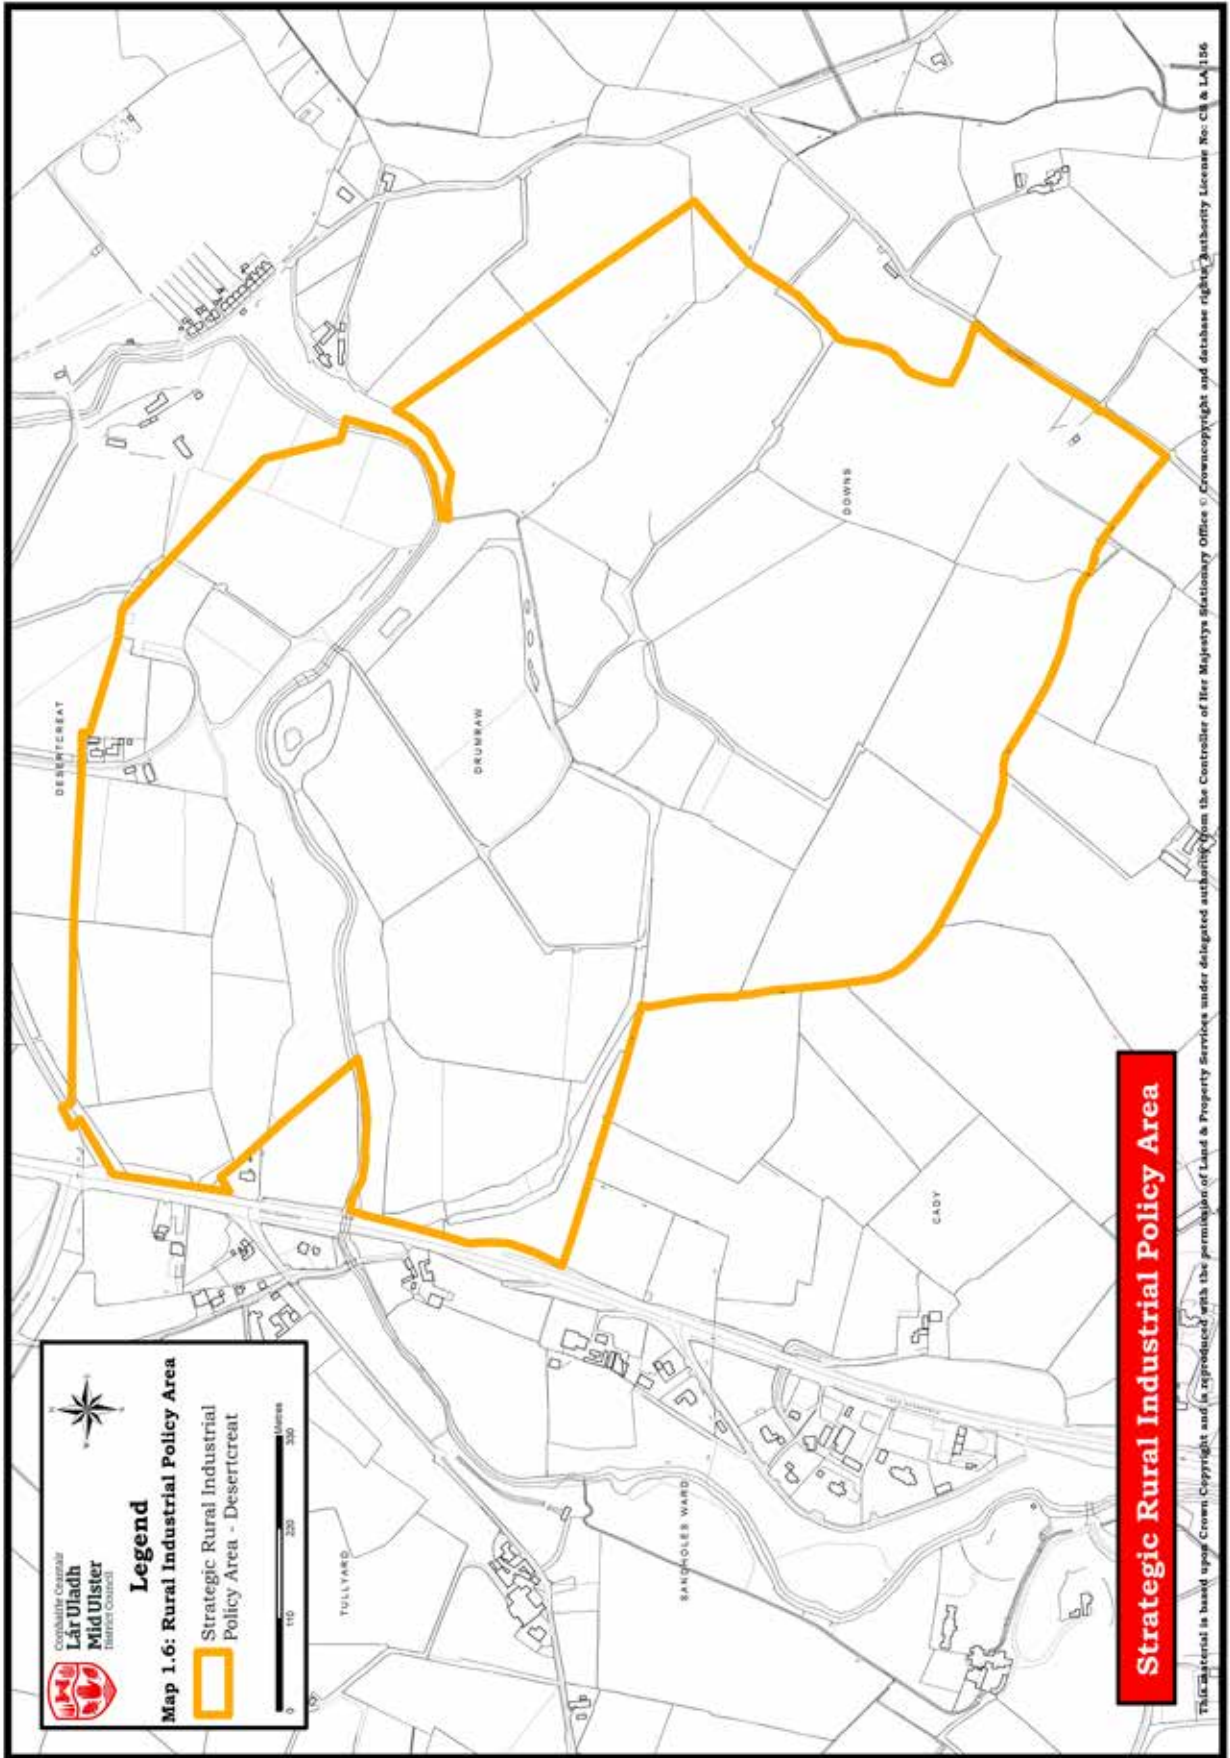 Comhairle Ceantair
Lár Uladh
Mid Ulster
District Council
Legend
Map 1.6: Rural Industrial Policy Area
Strategic Rural Industrial
Policy Area - Desertcreat
0 110 220 330
Metres
DESERTCREAT
DRUMRAW
DOWNS
TULLYARD
SANDHOLES WARD
CADY
Strategic Rural Industrial Policy Area
This material is based upon Crown Copyright and is reproduced with the permission of Land & Property Services under delegated authority from the Controller of Her Majestys Stationary Office © Crowncopyright and database rights Authority License No: CS & LA 156